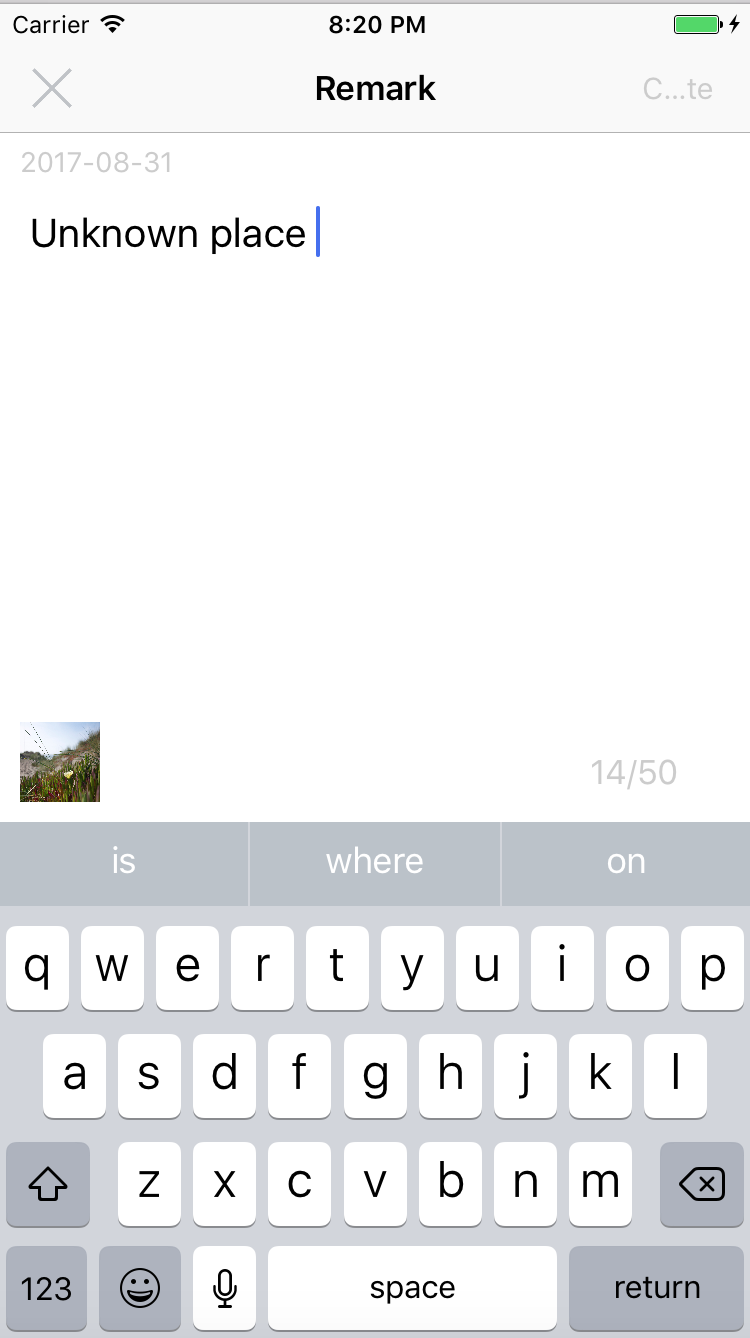 Carrier 8:20 PM
Remark C...te
2017-08-31
Unknown place
14/50
is where on
q w e r t y u i o p
a s d f g h j k l
z x c v b n m
123 space return